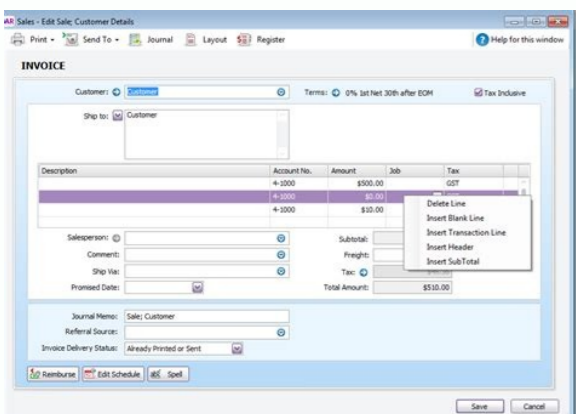 Sales - Edit Sale; Customer Details
Print Send To Journal Layout Register Help for this window
INVOICE
Customer: Customer Terms: 0% 1st Net 30th after EOM Tax Inclusive
Ship to: Customer
Description Account No. Amount Job Tax
4-1000 $500.00 GST
4-1000 $0.00
Delete Line
4-1000 $10.00
Insert Blank Line
Insert Transaction Line
Insert Header
Insert SubTotal
Salesperson: Subtotal:
Comment: Freight:
Ship Via: Tax:
Promised Date: Total Amount: $510.00
Journal Memo: Sale; Customer
Referral Source:
Invoice Delivery Status: Already Printed or Sent
Reimburse Edit Schedule Spell
Save Cancel